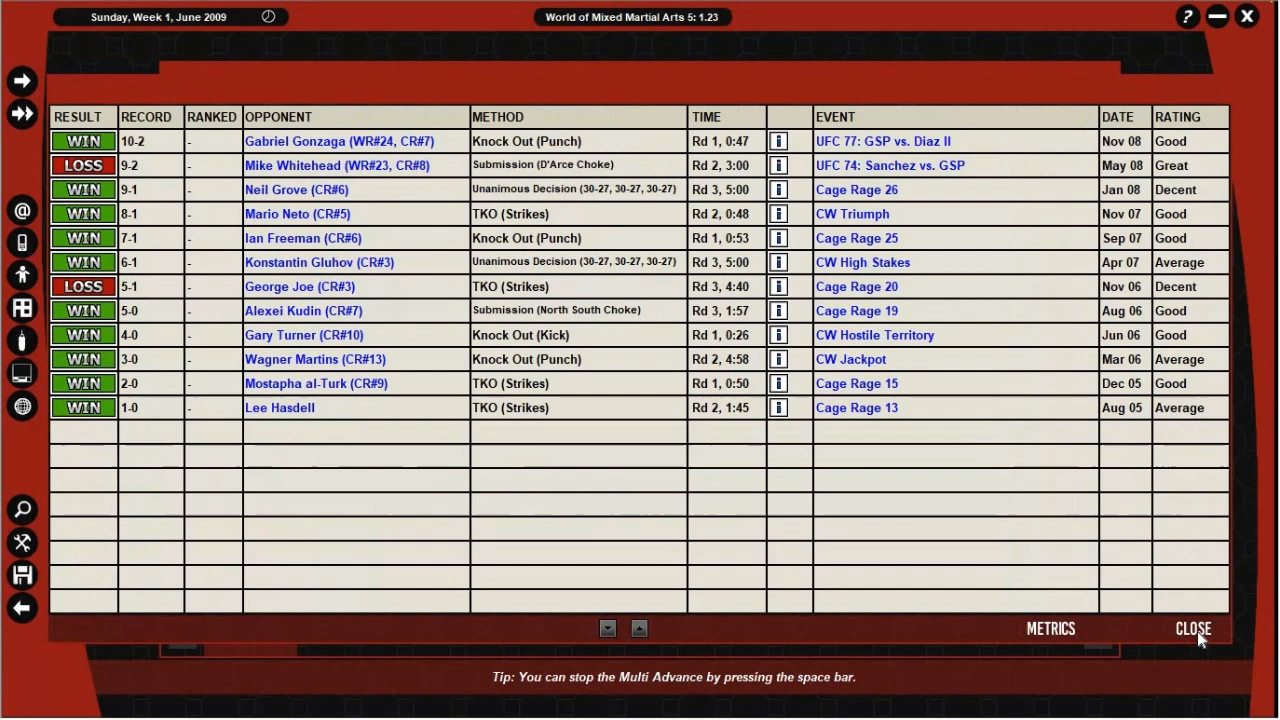 Sunday, Week 1, June 2009 World of Mixed Martial Arts 5: 1.23 ?
RESULT RECORD RANKED OPPONENT METHOD TIME EVENT DATE RATING
WIN 10-2 - Gabriel Gonzaga (WR#24, CR#7) Knock Out (Punch) Rd 1, 0:47 i UFC 77: GSP vs. Diaz II Nov 08 Good
LOSS 9-2 - Mike Whitehead (WR#23, CR#8) Submission (D'Arce Choke) Rd 2, 3:00 i UFC 74: Sanchez vs. GSP May 08 Great
WIN 9-1 - Neil Grove (CR#6) Unanimous Decision (30-27, 30-27, 30-27) Rd 3, 5:00 i Cage Rage 26 Jan 08 Decent
WIN 8-1 - Mario Neto (CR#5) TKO (Strikes) Rd 2, 0:48 i CW Triumph Nov 07 Good
WIN 7-1 - Ian Freeman (CR#6) Knock Out (Punch) Rd 1, 0:53 i Cage Rage 25 Sep 07 Good
WIN 6-1 - Konstantin Gluhov (CR#3) Unanimous Decision (30-27, 30-27, 30-27) Rd 3, 5:00 i CW High Stakes Apr 07 Average
LOSS 5-1 - George Joe (CR#3) TKO (Strikes) Rd 3, 4:40 i Cage Rage 20 Nov 06 Decent
WIN 5-0 - Alexei Kudin (CR#7) Submission (North South Choke) Rd 3, 1:57 i Cage Rage 19 Aug 06 Good
WIN 4-0 - Gary Turner (CR#10) Knock Out (Kick) Rd 1, 0:26 i CW Hostile Territory Jun 06 Good
WIN 3-0 - Wagner Martins (CR#13) Knock Out (Punch) Rd 2, 4:58 i CW Jackpot Mar 06 Average
WIN 2-0 - Mostapha al-Turk (CR#9) TKO (Strikes) Rd 1, 0:50 i Cage Rage 15 Dec 05 Good
WIN 1-0 - Lee Hasdell TKO (Strikes) Rd 2, 1:45 i Cage Rage 13 Aug 05 Average
METRICS CLOSE
Tip: You can stop the Multi Advance by pressing the space bar.